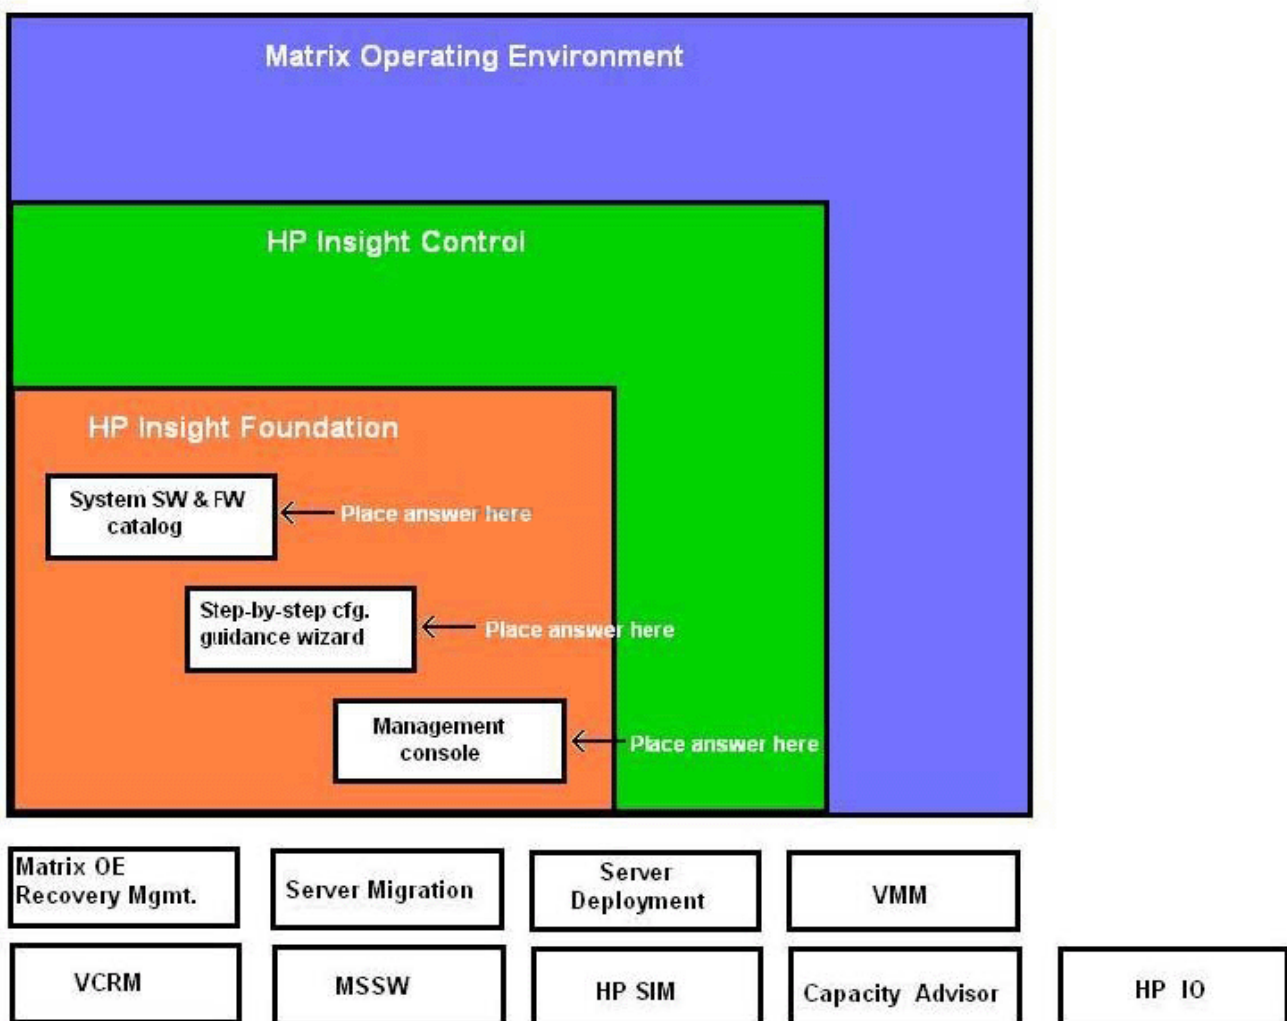 Matrix Operating Environment
HP Insight Control
HP Insight Foundation
System SW & FW
catalog
Place answer here
Step-by-step cfg.
guidance wizard
Place answer here
Management
console
Place answer here
Matrix OE
Recovery Mgmt.
Server Migration
Server
Deployment
VMM
VCRM
MSSW
HP SIM
Capacity Advisor
HP IO